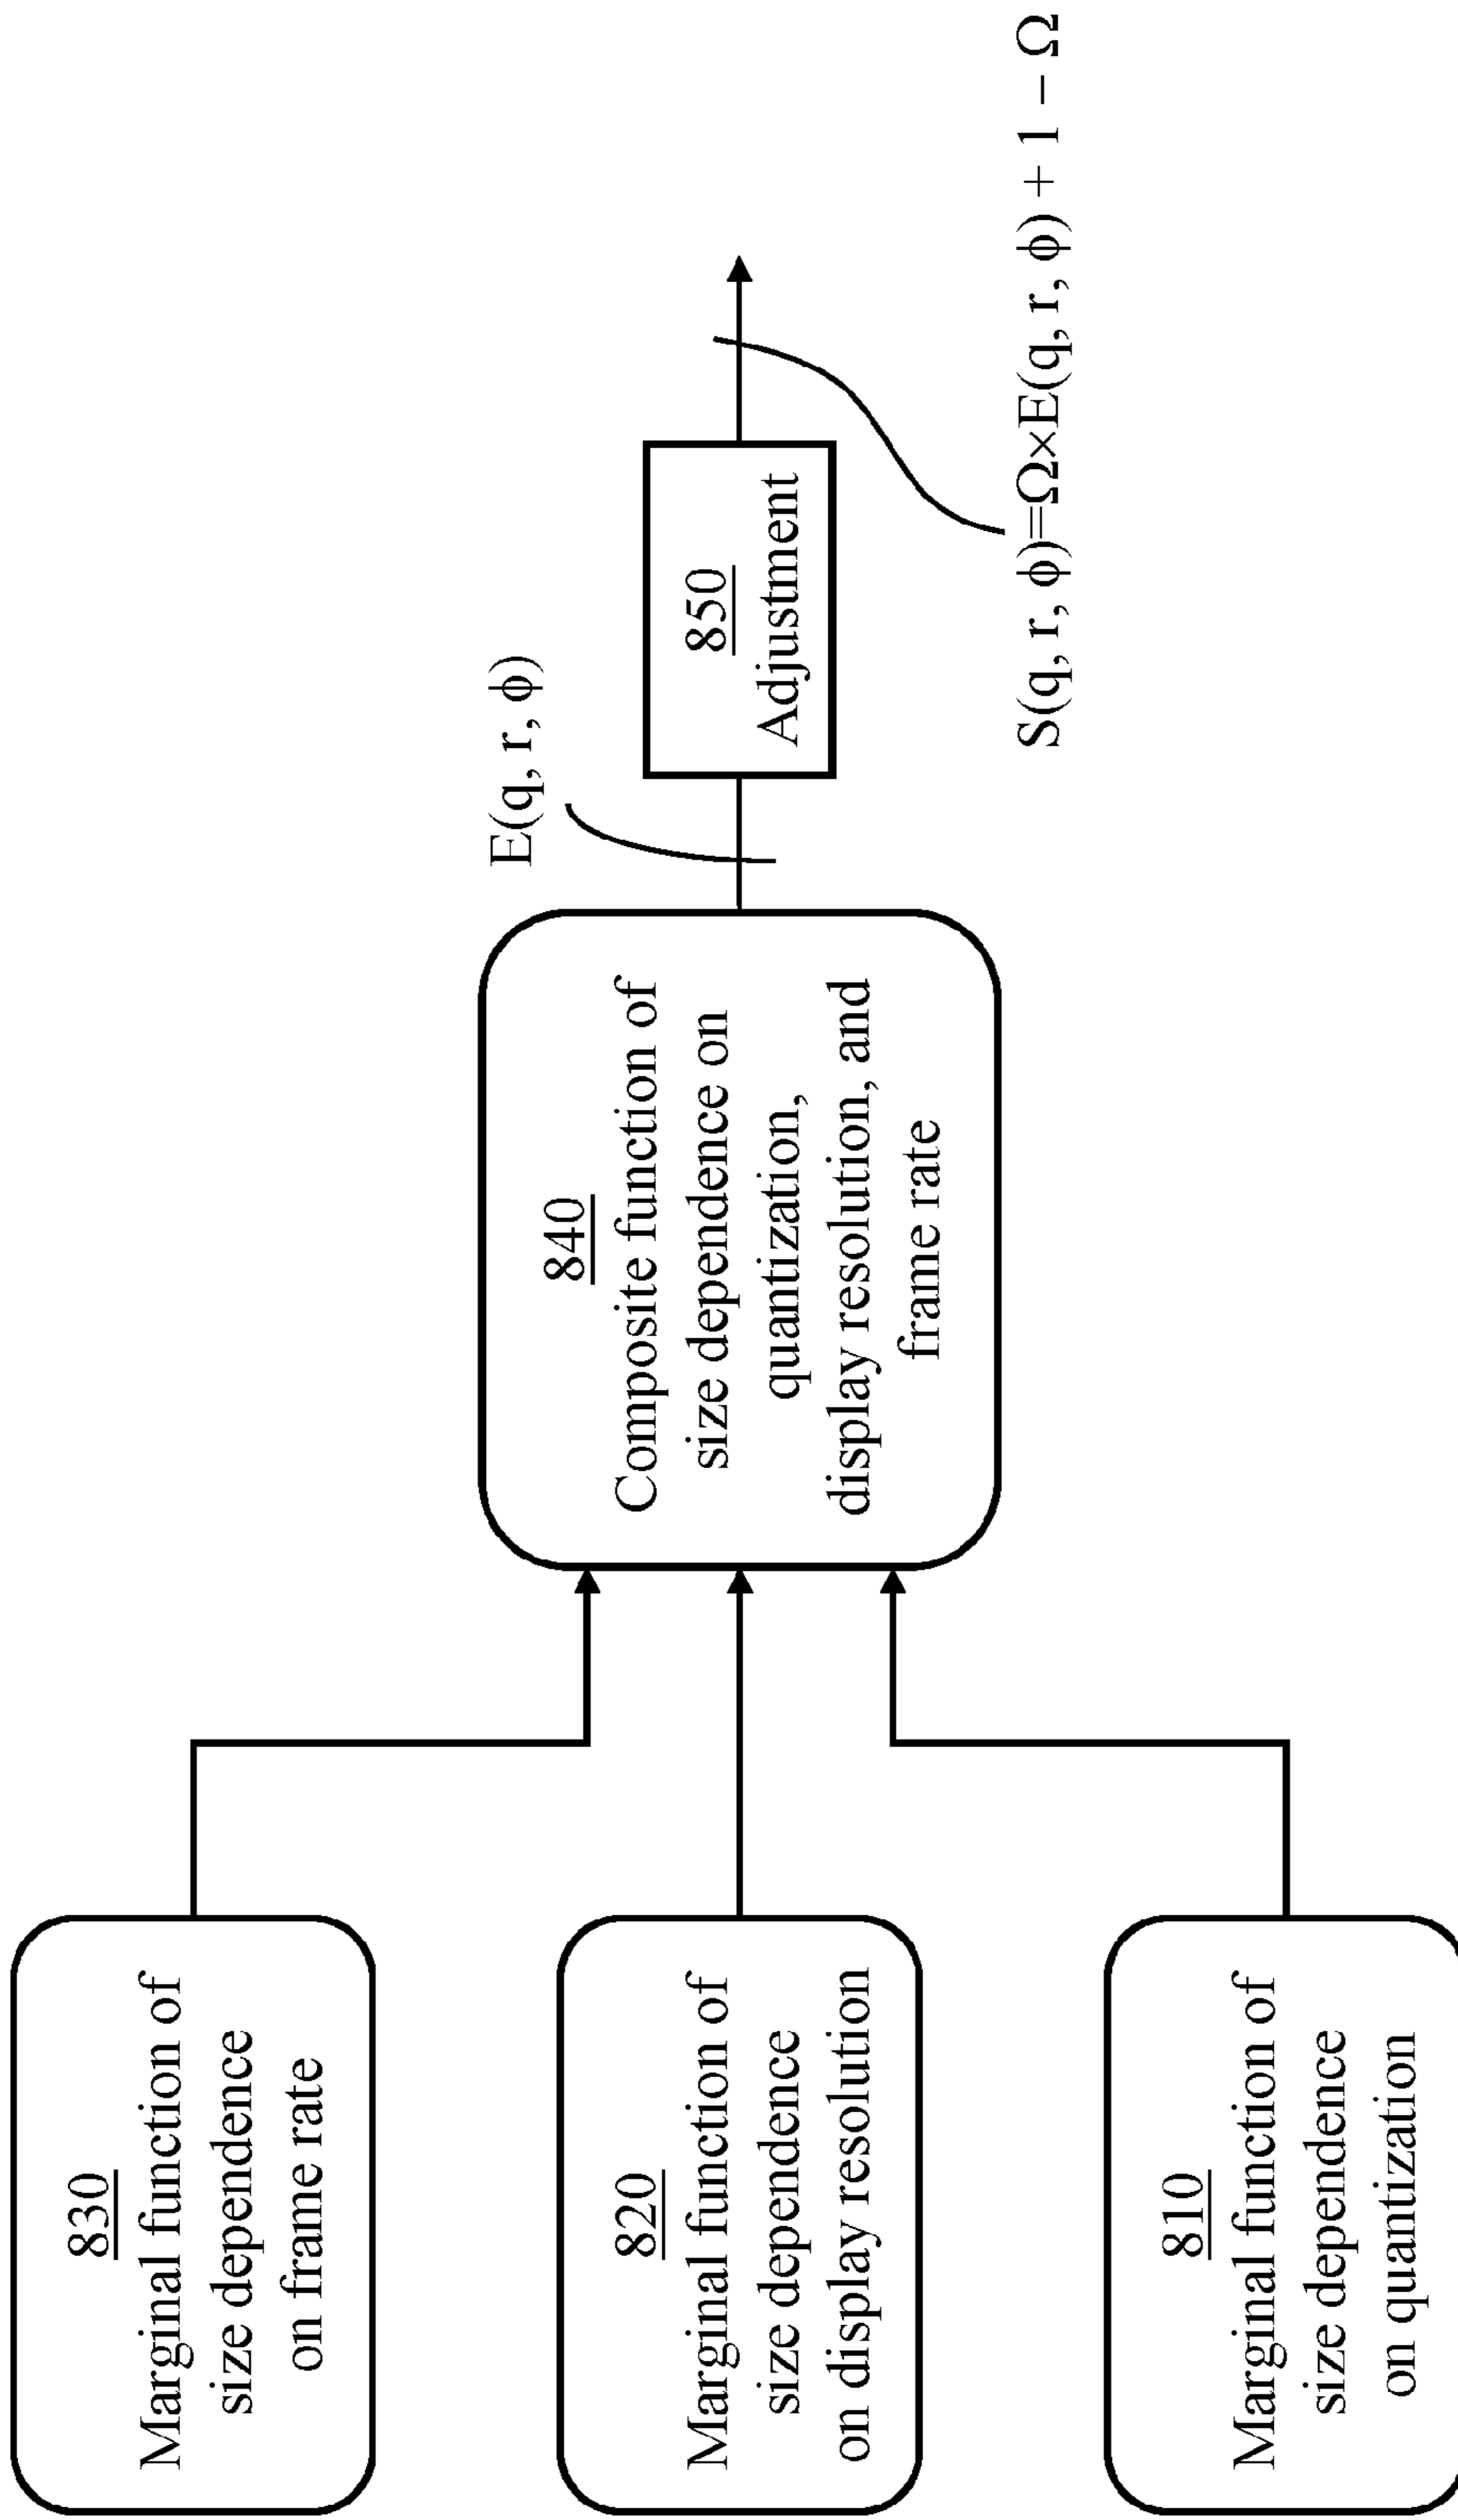 830
Marginal function of
size dependence
on frame rate
820
Marginal function of
size dependence
on display resolution
810
Marginal function of
size dependence
on quantization
840
Composite function of
size dependence on
quantization,
display resolution, and
frame rate
E(q, r, ϕ)
850
Adjustment
S(q, r, ϕ)=Ω×E(q, r, ϕ) + 1 − Ω